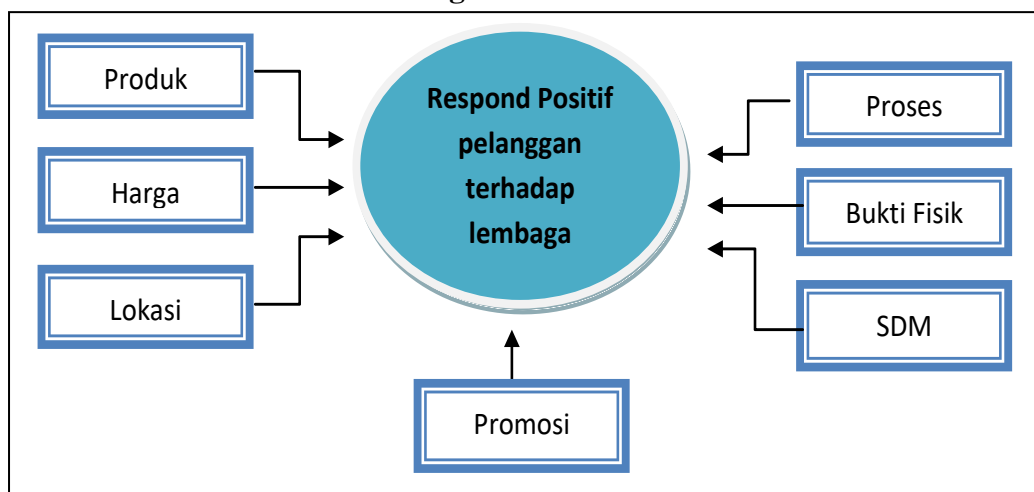 Produk
Harga
Lokasi
Respond Positif
pelanggan
terhadap
lembaga
Proses
Bukti Fisik
SDM
Promosi